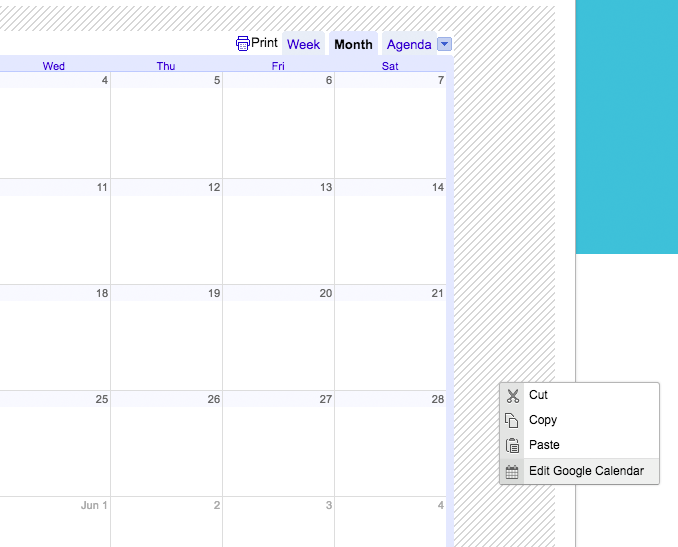 Print Week Month Agenda
Wed Thu Fri Sat
4 5 6 7
11 12 13 14
18 19 20 21
Cut
Copy
25 26 27 28
Paste
Edit Google Calendar
Jun 1 2 3 4